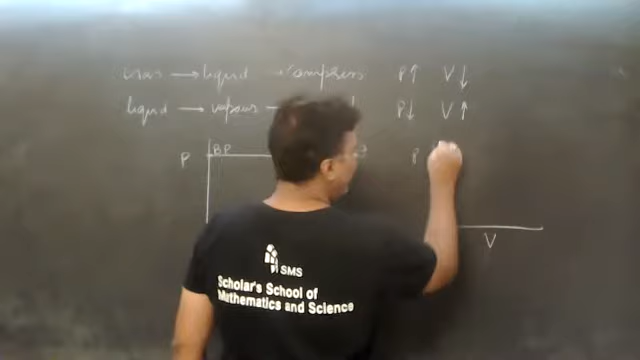 Gas → liquid → Compress P↑ V↓
liquid → vapour → P↓ V↑
P BP P
V
SMS
Scholar's School of
Mathematics and Science